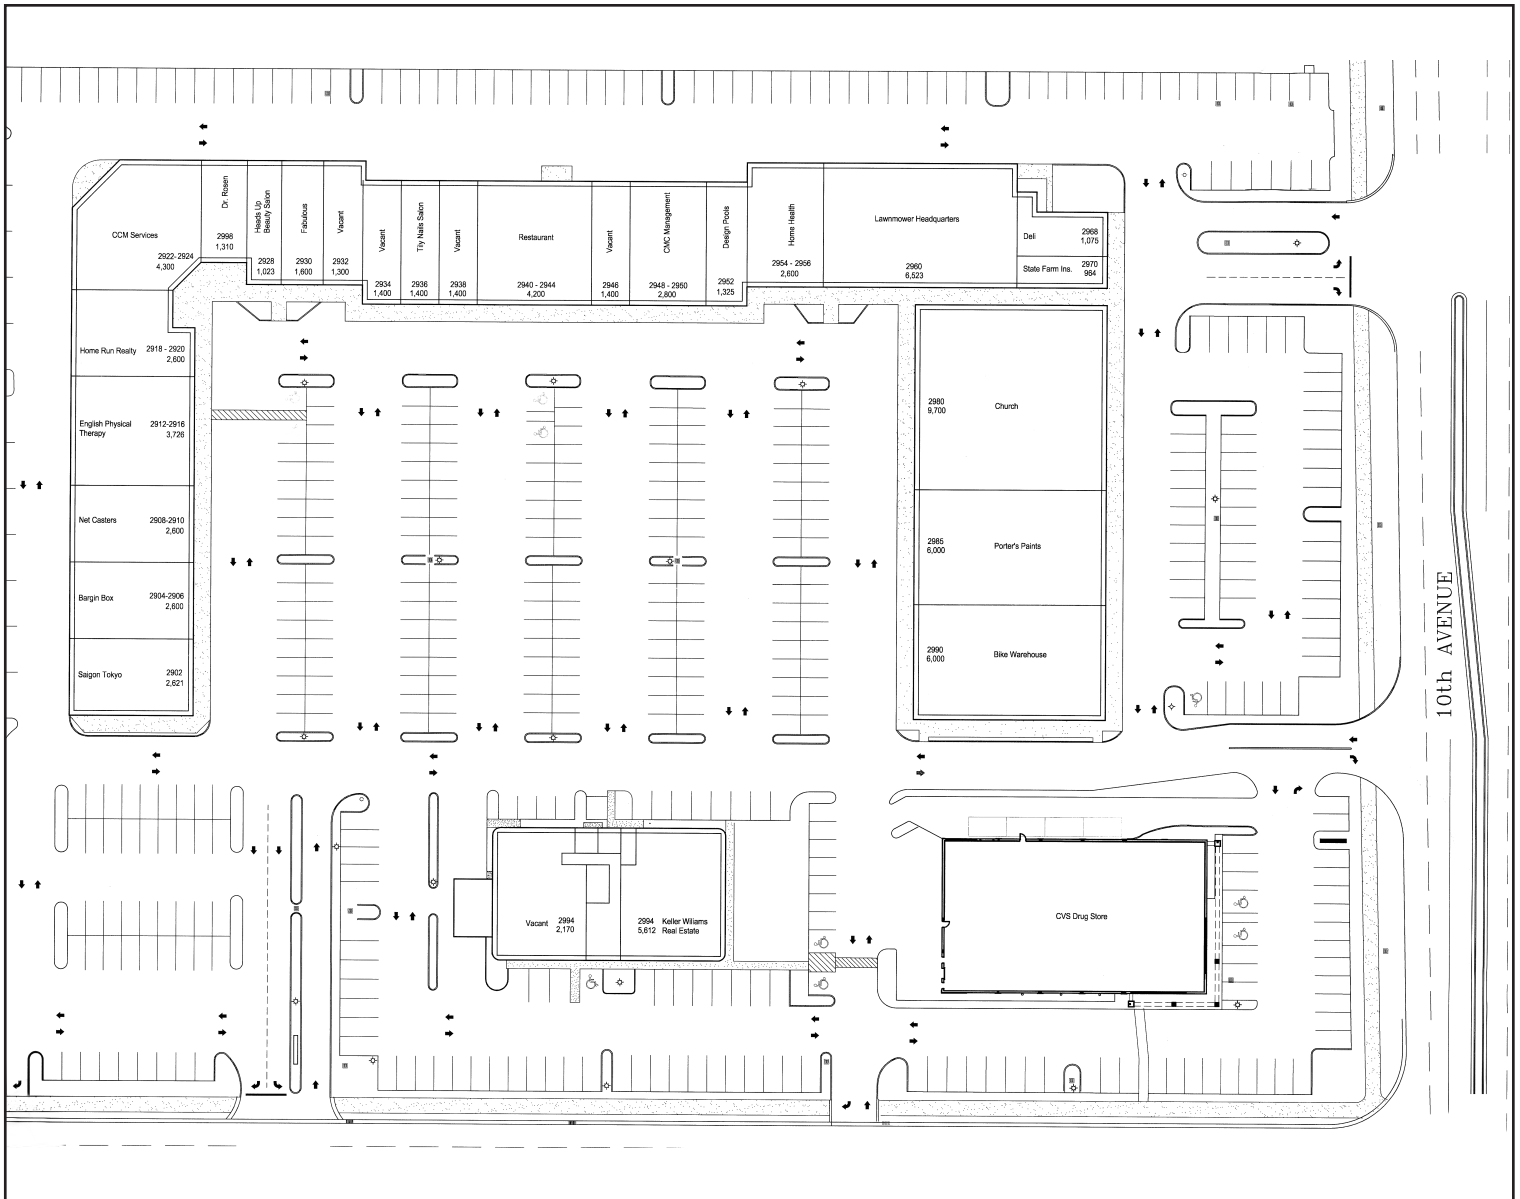 CCM Services
2922- 2924
4,300
Dr. Rosen
2998
1,310
Heads Up
Beauty Salon
2928
1,023
Fabulous
2930
1,600
Vacant
2932
1,300
Vacant
2934
1,400
Tity Nails Salon
2936
1,400
Vacant
2938
1,400
Restaurant
2940 - 2944
4,200
Vacant
2946
1,400
CMC Management
2948 - 2950
2,800
Design Pools
2952
1,325
Home Health
2954 - 2956
2,600
Lawnmower Headquarters
2960
6,523
Deli
2968
1,075
State Farm Ins.
2970
964
Home Run Realty
2918 - 2920
2,600
English Physical
Therapy
2912-2916
3,726
Net Casters
2908-2910
2,600
Bargin Box
2904-2906
2,600
Saigon Tokyo
2902
2,621
2980
9,700
Church
2985
6,000
Porter's Paints
2990
6,000
Bike Warehouse
10th AVENUE
Vacant
2994
2,170
2994
5,612
Keller Wiliams
Real Estate
CVS Drug Store